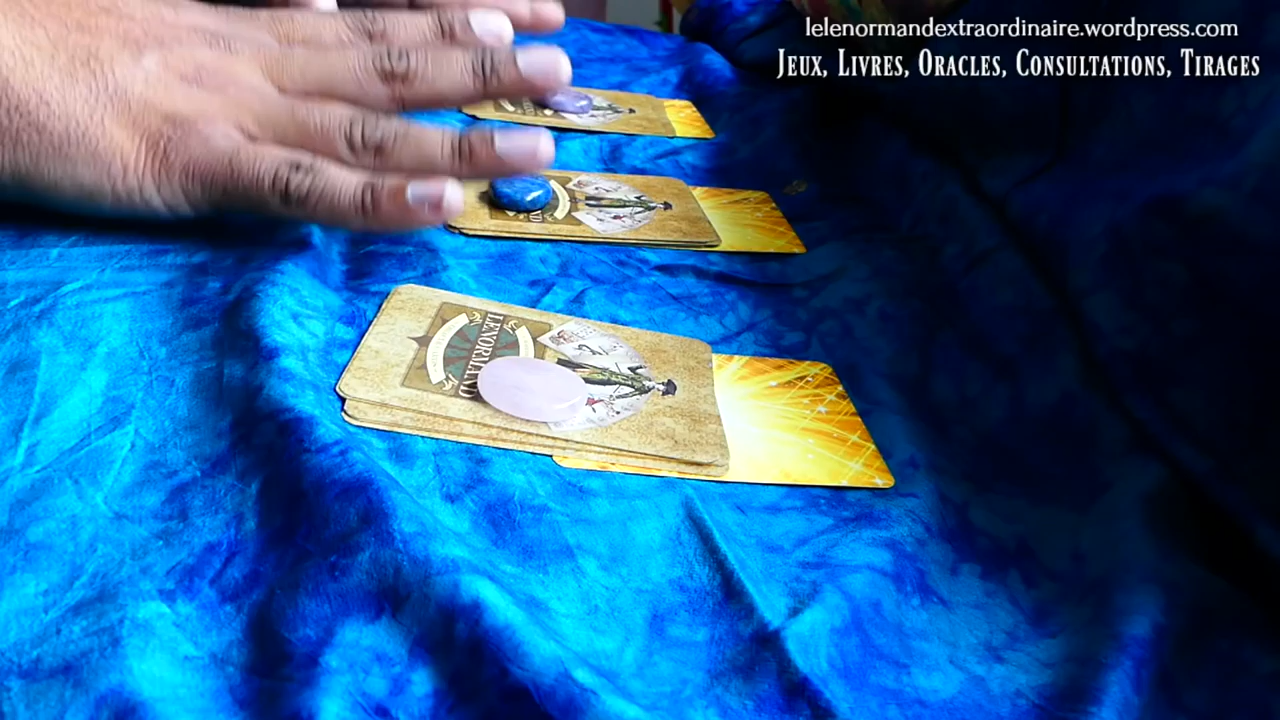 lelenormandextraordinaire.wordpress.com
Jeux, Livres, Oracles, Consultations, Tirages
LENORMAND